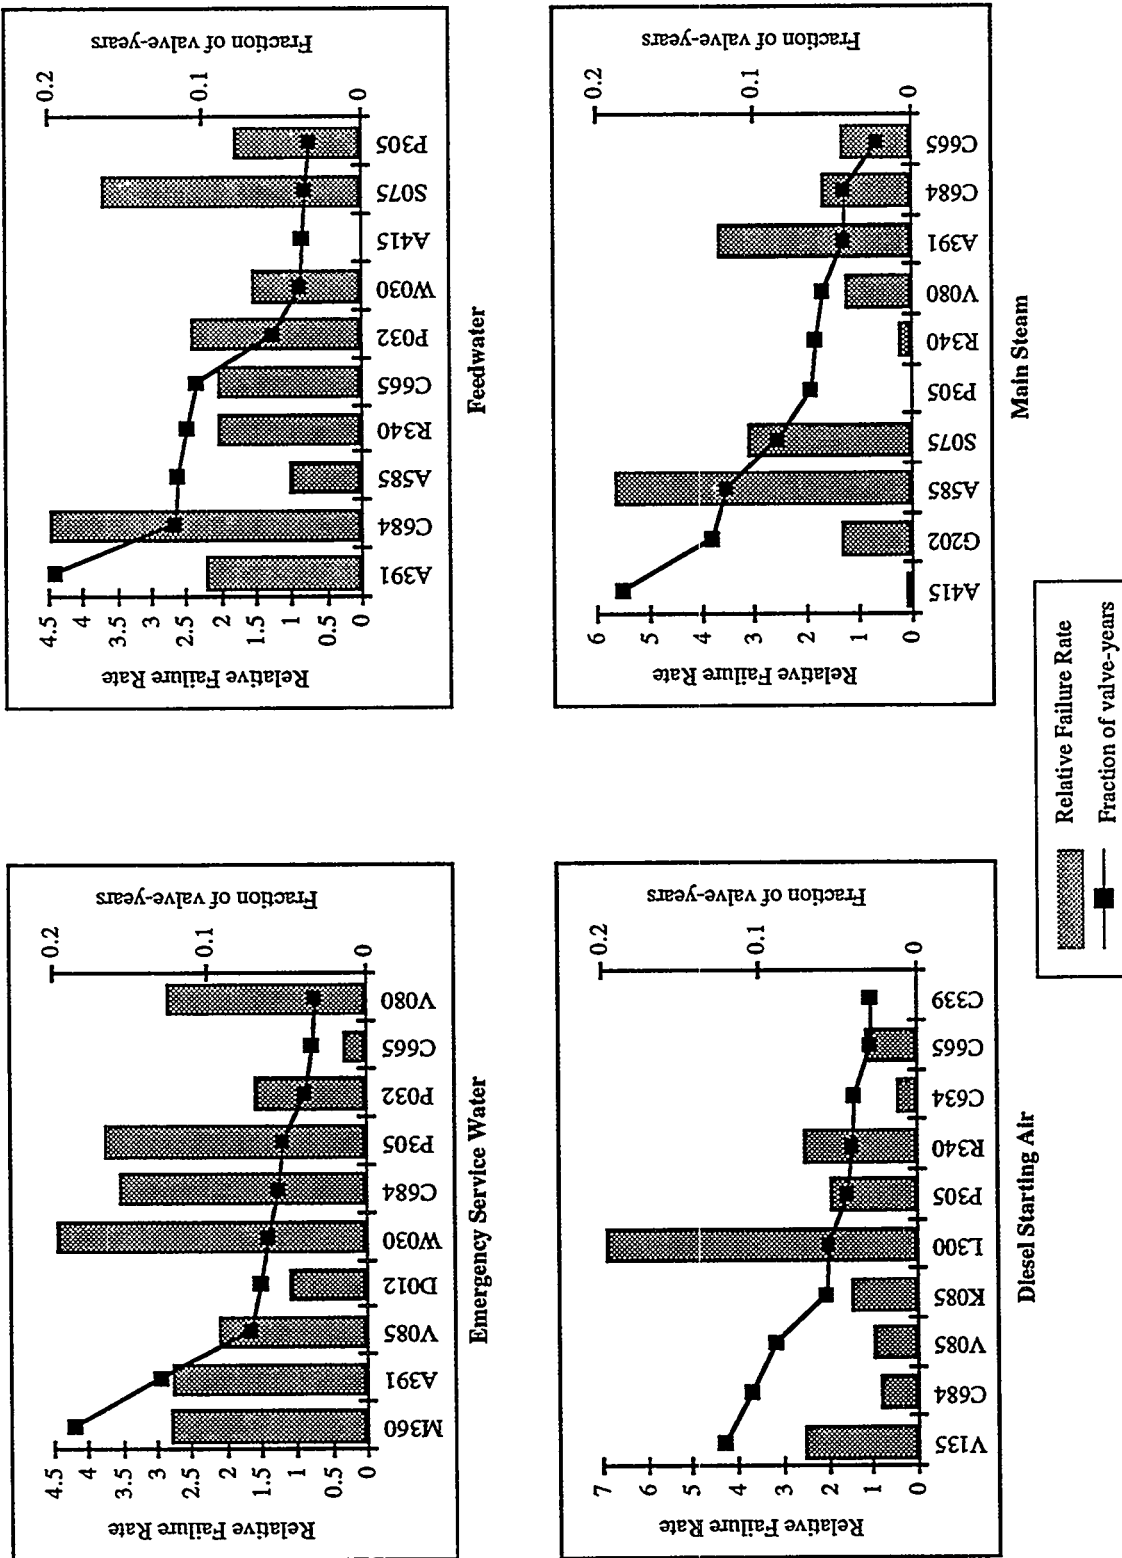 Relative Failure Rate
4.5
4
3.5
3
2.5
2
1.5
1
0.5
0
M360
A391
V085
D012
W030
C684
P305
P032
C665
V080
0.2
0.1
0
Fraction of valve-years
Emergency Service Water
Relative Failure Rate
4.5
4
3.5
3
2.5
2
1.5
1
0.5
0
A391
C684
A585
R340
C665
P032
W030
A415
S075
P305
0.2
0.1
0
Fraction of valve-years
Feedwater
Relative Failure Rate
7
6
5
4
3
2
1
0
V135
C684
V085
K085
L300
P305
R340
C634
C665
C339
0.2
0.1
0
Fraction of valve-years
Diesel Starting Air
Relative Failure Rate
6
5
4
3
2
1
0
A415
G202
A585
S075
P305
R340
V080
A391
C684
C665
0.2
0.1
0
Fraction of valve-years
Main Steam
Relative Failure Rate
Fraction of valve-years